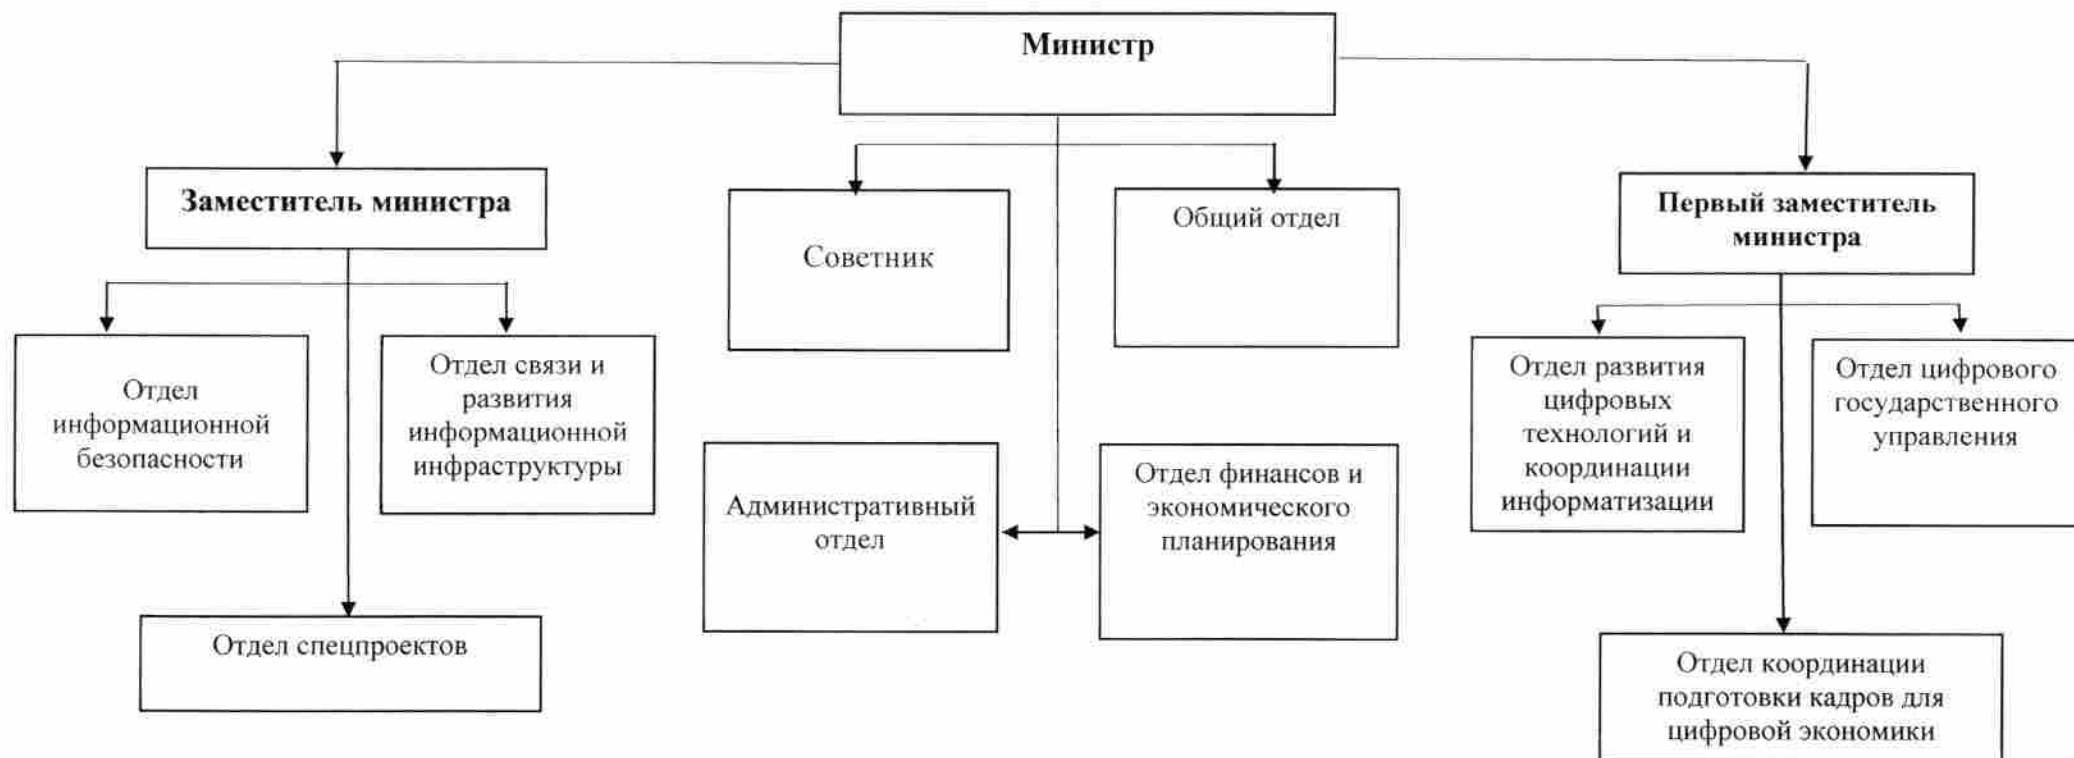 Министр
Заместитель министра
Советник
Общий отдел
Первый заместитель
министра
Отдел
информационной
безопасности
Отдел связи и
развития
информационной
инфраструктуры
Административный
отдел
Отдел финансов и
экономического
планирования
Отдел развития
цифровых
технологий и
координации
информатизации
Отдел цифрового
государственного
управления
Отдел спецпроектов
Отдел координации
подготовки кадров для
цифровой экономики